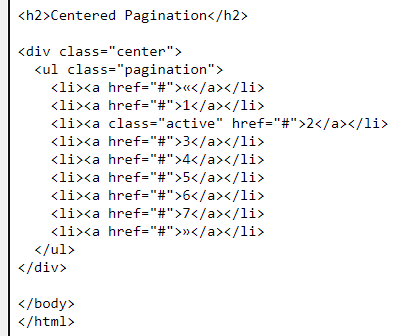 <h2>Centered Pagination</h2>
<div class="center">
<ul class="pagination">
<li><a href="#">«</a></li>
<li><a href="#">1</a></li>
<li><a class="active" href="#">2</a></li>
<li><a href="#">3</a></li>
<li><a href="#">4</a></li>
<li><a href="#">5</a></li>
<li><a href="#">6</a></li>
<li><a href="#">7</a></li>
<li><a href="#">»</a></li>
</ul>
</div>
</body>
</html>